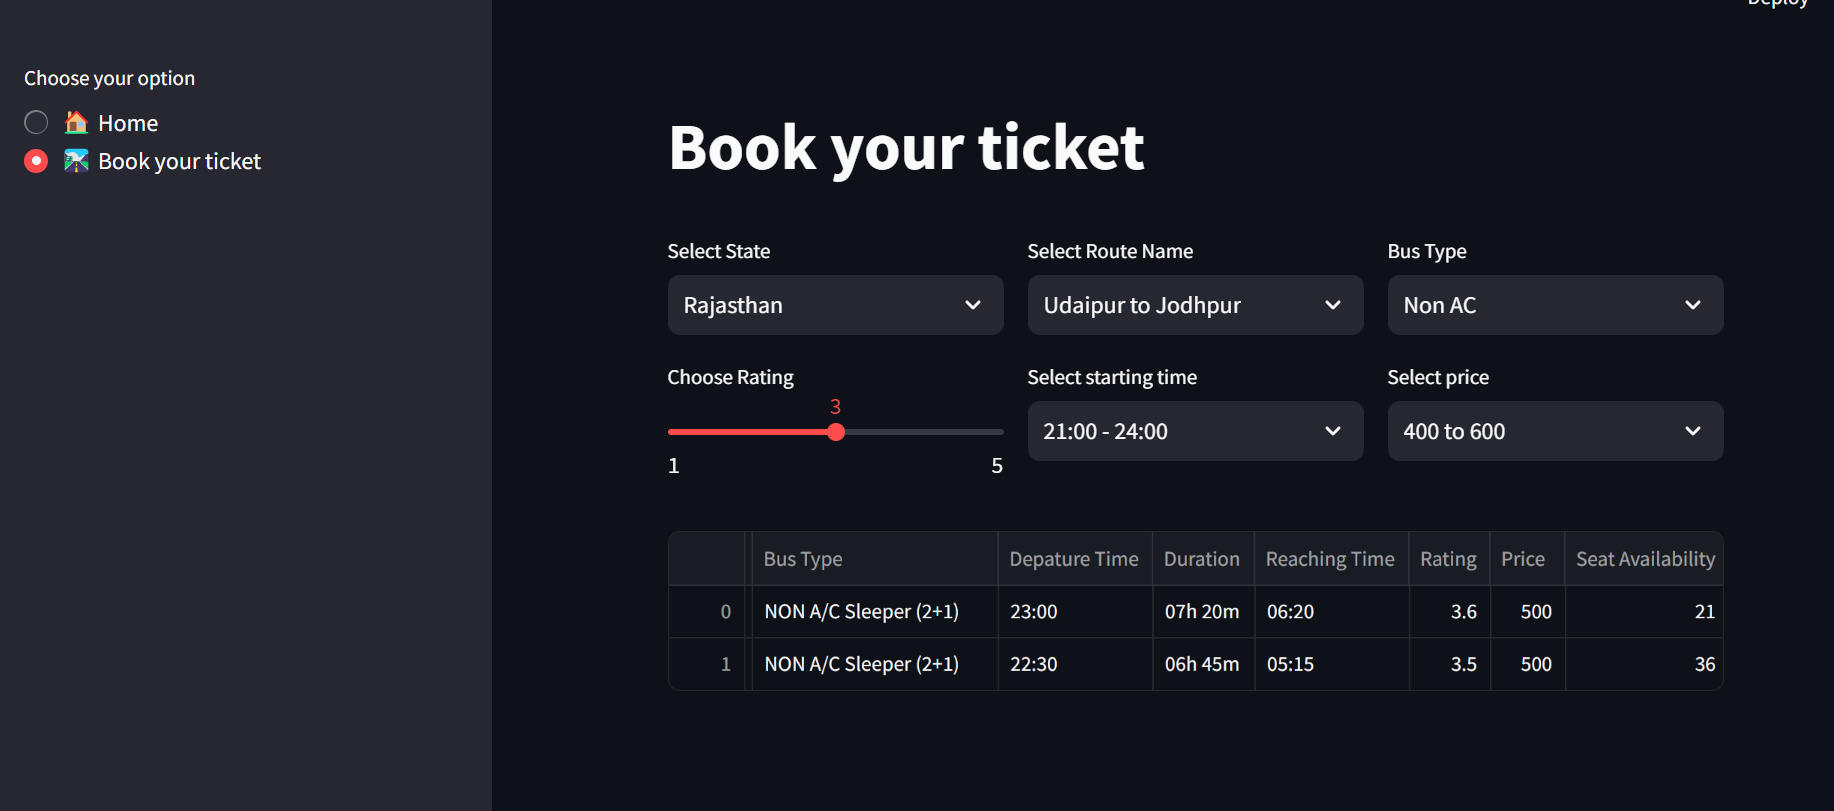 Deploy
Choose your option
Home
Book your ticket
Book your ticket
Select State Select Route Name Bus Type
Rajasthan Udaipur to Jodhpur Non AC
Choose Rating Select starting time Select price
3
21:00 - 24:00 400 to 600
1 5
Bus Type Depature Time Duration Reaching Time Rating Price Seat Availability
0 NON A/C Sleeper (2+1) 23:00 07h 20m 06:20 3.6 500 21
1 NON A/C Sleeper (2+1) 22:30 06h 45m 05:15 3.5 500 36